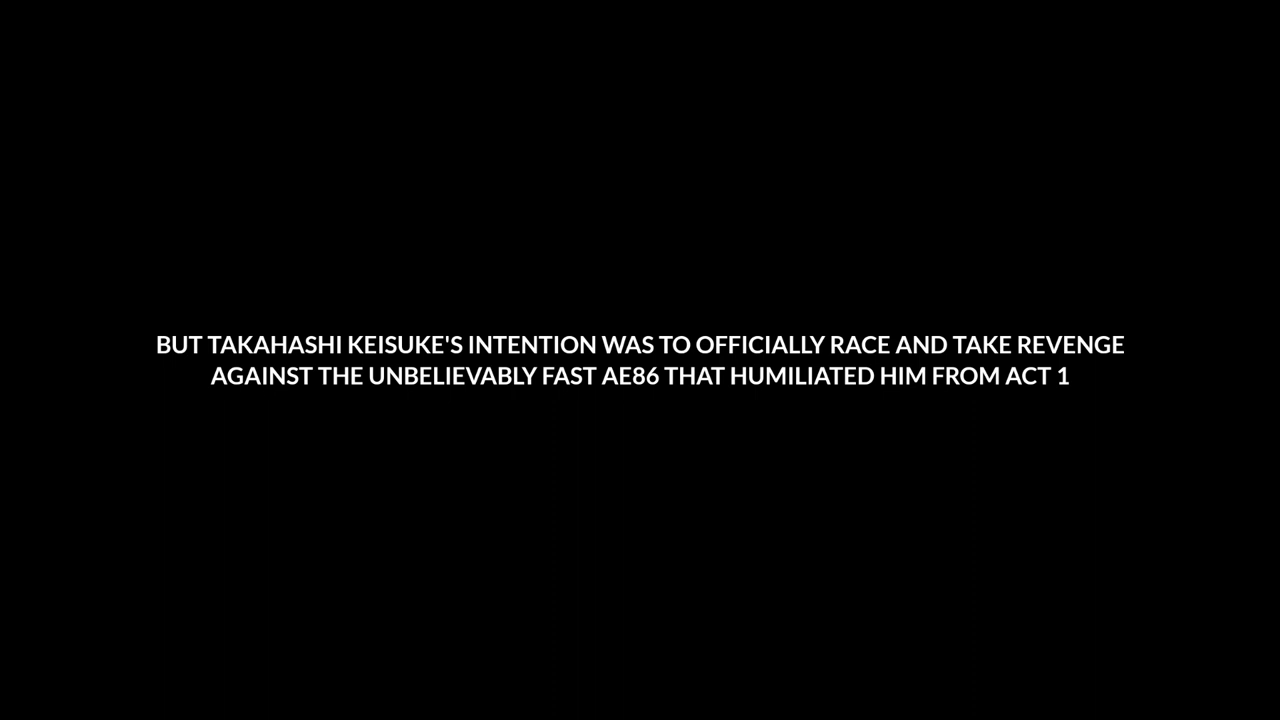 BUT TAKAHASHI KEISUKE'S INTENTION WAS TO OFFICIALLY RACE AND TAKE REVENGE
AGAINST THE UNBELIEVABLY FAST AE86 THAT HUMILIATED HIM FROM ACT 1